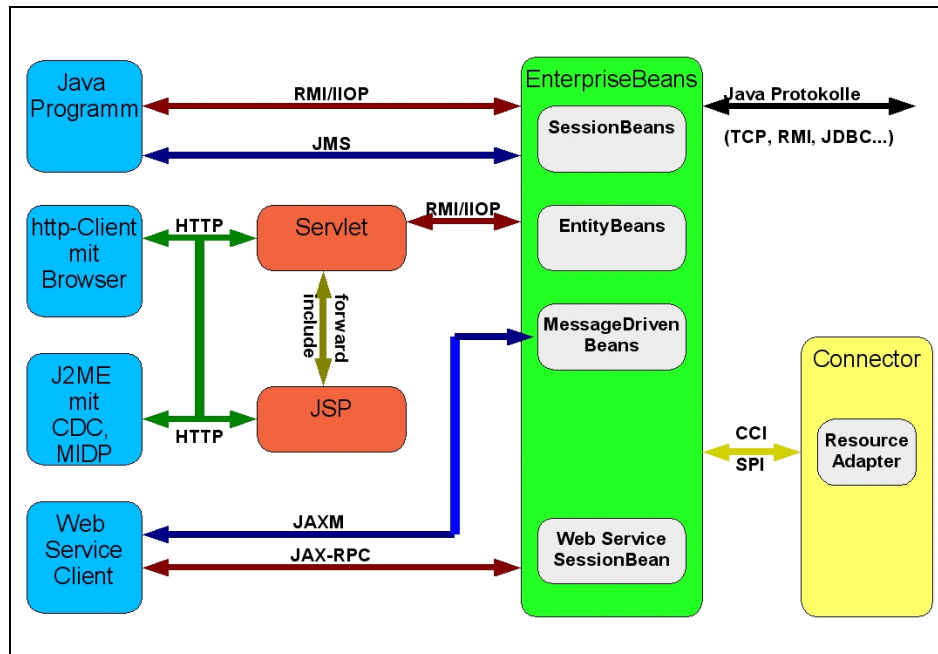 Java
Programm
RMI/IIOP
JMS
EnterpriseBeans
SessionBeans
Java Protokolle
(TCP, RMI, JDBC...)
http-Client
mit
Browser
HTTP
Servlet
RMI/IIOP
EntityBeans
forward
include
MessageDriven
Beans
J2ME
mit
CDC,
MIDP
HTTP
JSP
Connector
CCI
SPI
Resource
Adapter
Web
Service
Client
JAXM
JAX-RPC
Web Service
SessionBean